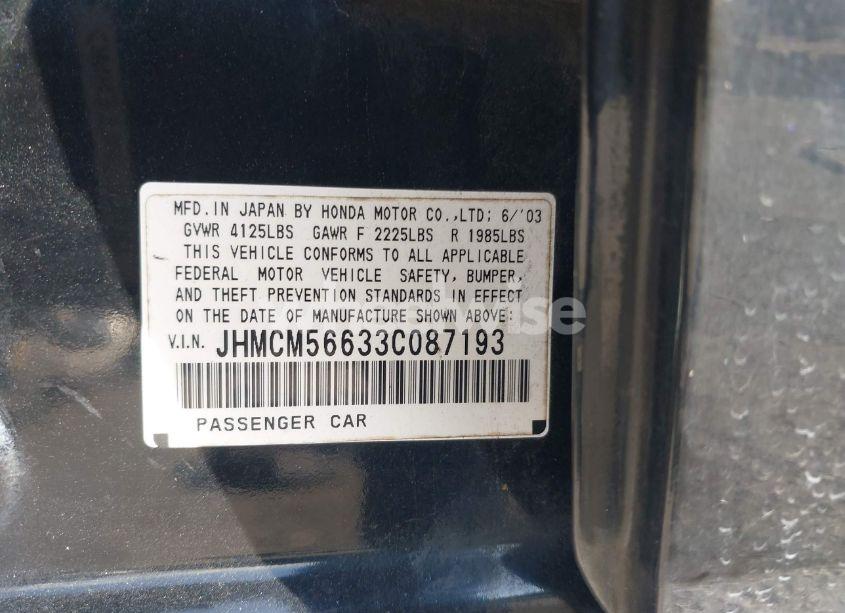 MFD. IN JAPAN BY HONDA MOTOR CO.,LTD; 6/'03
GVWR 4125LBS GAWR F 2225LBS R 1985LBS
THIS VEHICLE CONFORMS TO ALL APPLICABLE
FEDERAL MOTOR VEHICLE SAFETY, BUMPER,
AND THEFT PREVENTION STANDARDS IN EFFECT
ON THE DATE OF MANUFACTURE SHOWN ABOVE:
V.I.N. JHMCM56633C087193
PASSENGER CAR